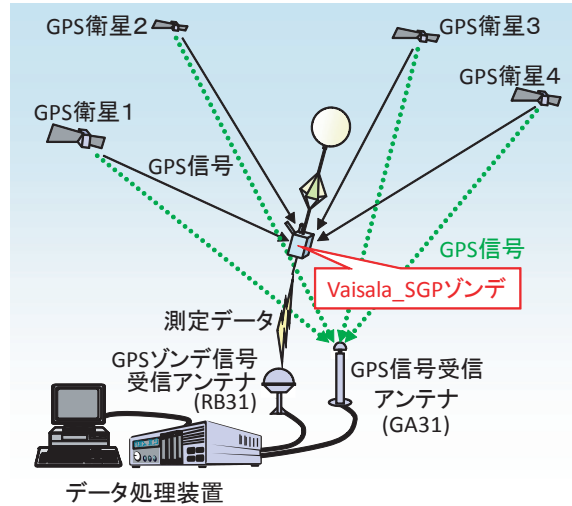 GPS衛星2
GPS衛星3
GPS衛星4
GPS衛星1
GPS信号
GPS信号
Vaisala_SGPゾンデ
測定データ
GPSゾンデ信号
受信アンテナ
(RB31)
GPS信号受信
アンテナ
(GA31)
データ処理装置